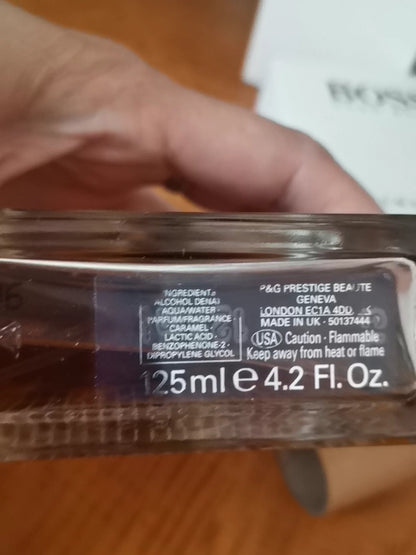 BOSS
INGREDIENTS
ALCOHOL DENAT
AQUA/WATER·
PARFUM/FRAGRANCE
CARAMEL·
LACTIC ACID·
BENZOPHENONE-2·
DIPROPYLENE GLYCOL
P&G PRESTIGE BEAUTE
GENEVA
LONDON EC1A 4DD,
MADE IN UK - 50137444
USA Caution - Flammable
Keep away from heat or flame
125ml e 4.2 Fl. Oz.